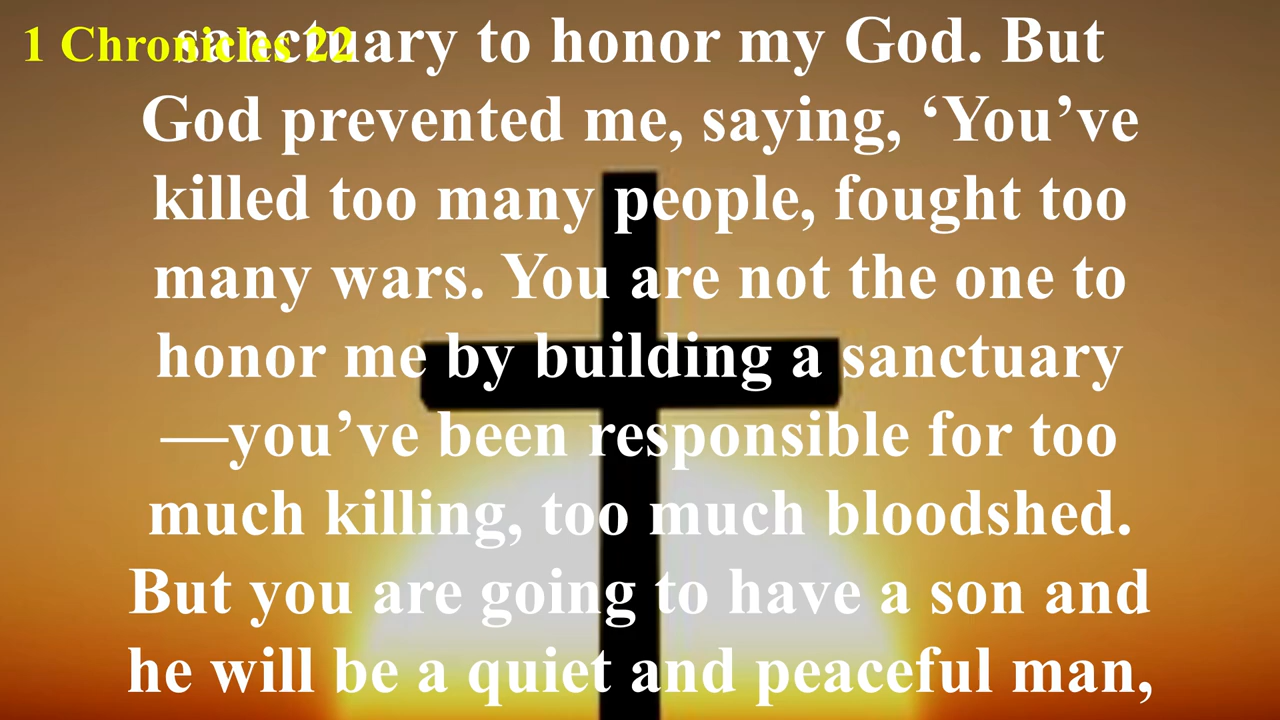 1 Chronicles 22
sanctuary to honor my God. But
God prevented me, saying, ‘You’ve
killed too many people, fought too
many wars. You are not the one to
honor me by building a sanctuary
—you’ve been responsible for too
much killing, too much bloodshed.
But you are going to have a son and
he will be a quiet and peaceful man,